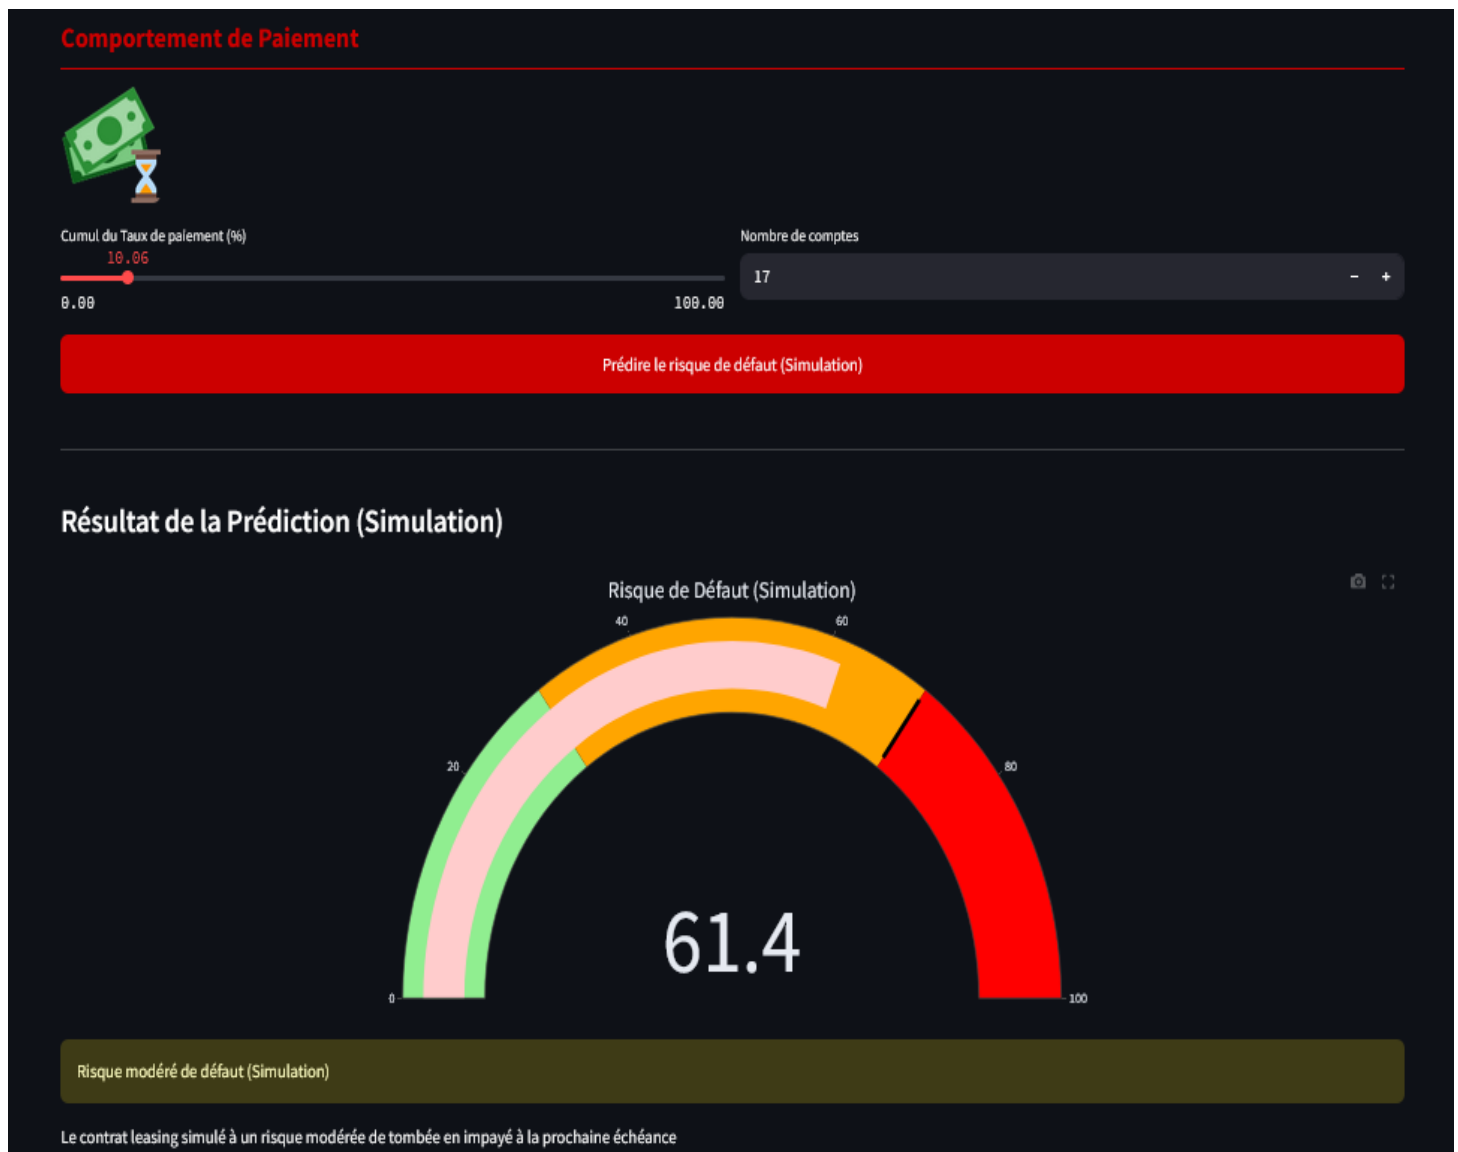 Comportement de Paiement
Cumul du Taux de paiement (%)
10.06
0.00
100.00
Nombre de comptes
17
− +
Prédire le risque de défaut (Simulation)
Résultat de la Prédiction (Simulation)
Risque de Défaut (Simulation)
0
20
40
60
80
100
61.4
Risque modéré de défaut (Simulation)
Le contrat leasing simulé à un risque modérée de tombée en impayé à la prochaine échéance